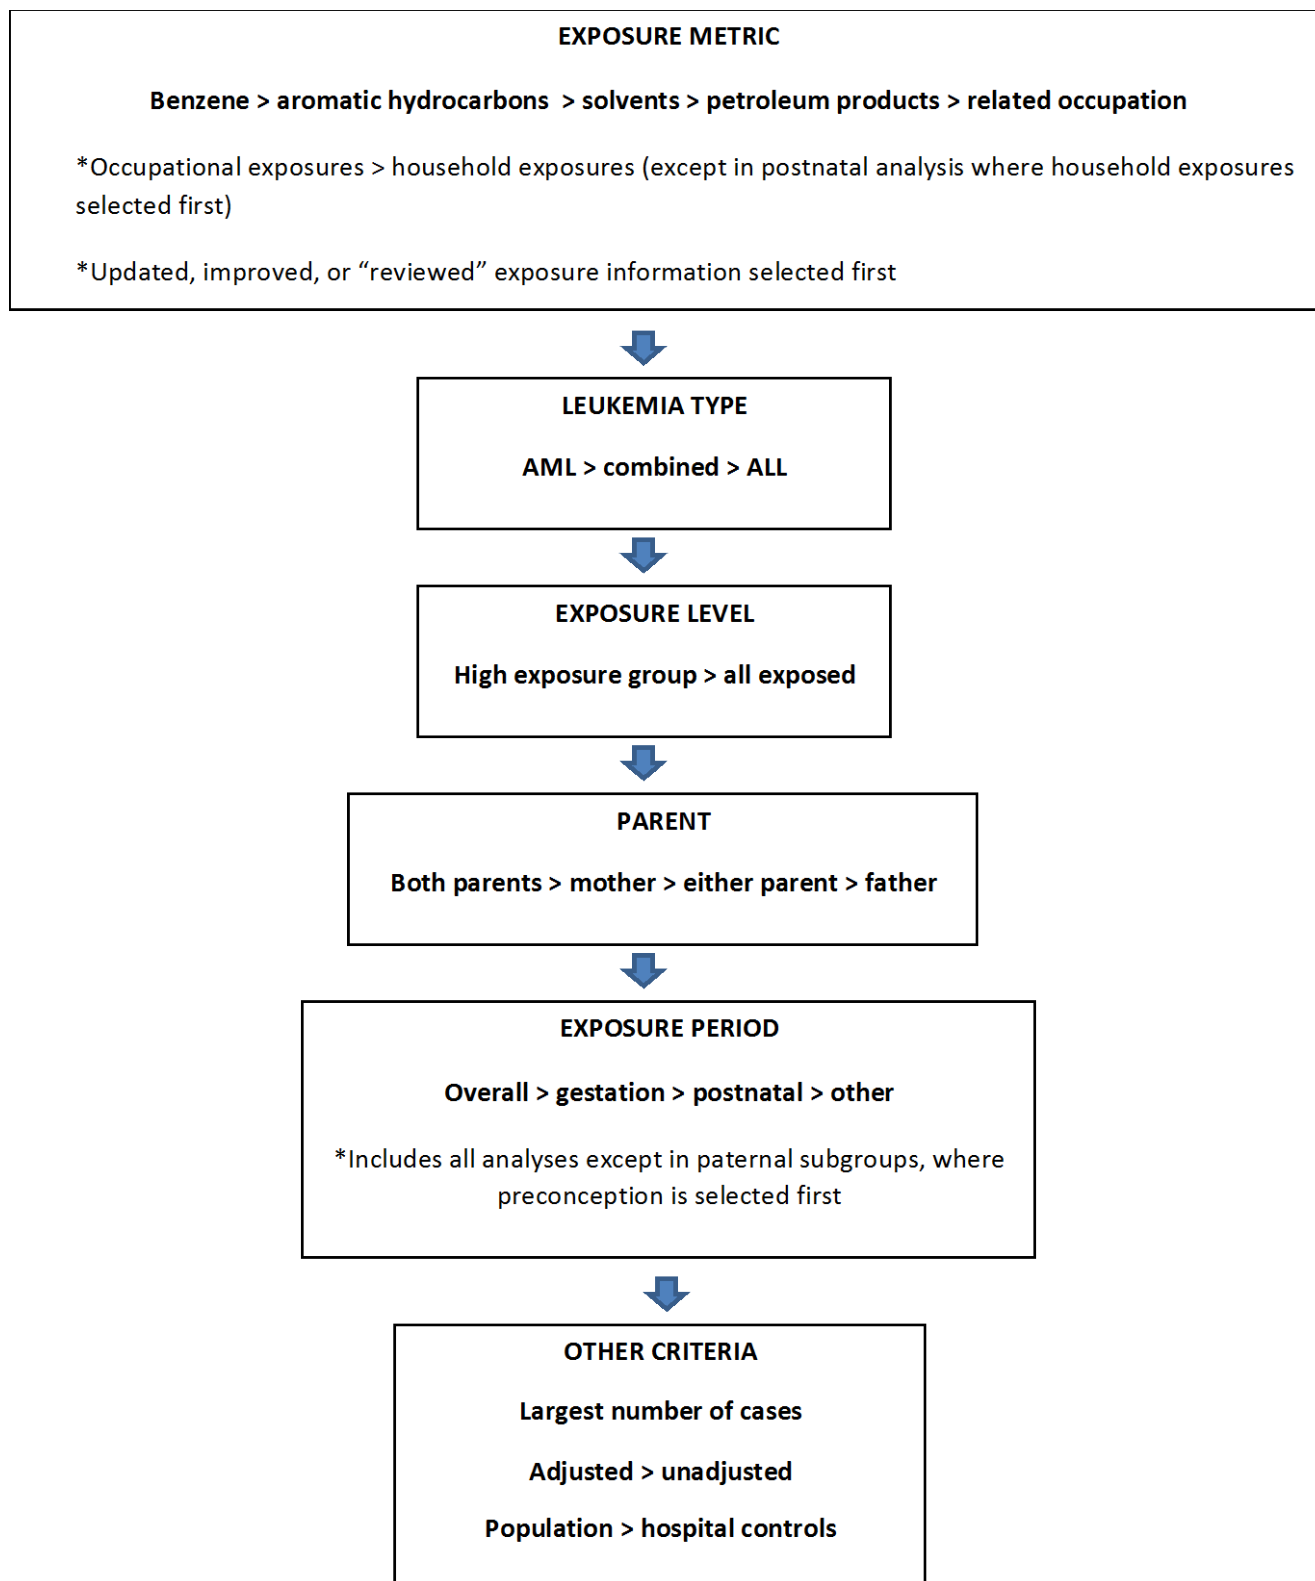 EXPOSURE METRIC
Benzene > aromatic hydrocarbons > solvents > petroleum products > related occupation
*Occupational exposures > household exposures (except in postnatal analysis where household exposures
selected first)
*Updated, improved, or “reviewed” exposure information selected first
LEUKEMIA TYPE
AML > combined > ALL
EXPOSURE LEVEL
High exposure group > all exposed
PARENT
Both parents > mother > either parent > father
EXPOSURE PERIOD
Overall > gestation > postnatal > other
*Includes all analyses except in paternal subgroups, where
preconception is selected first
OTHER CRITERIA
Largest number of cases
Adjusted > unadjusted
Population > hospital controls